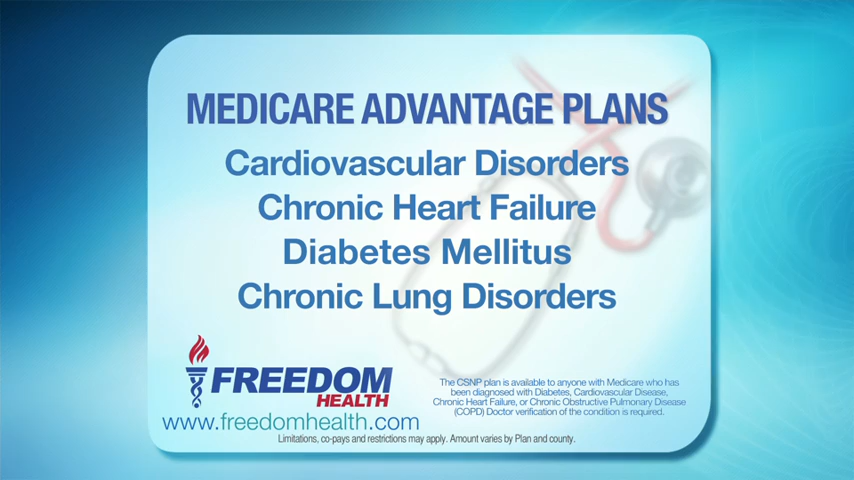 MEDICARE ADVANTAGE PLANS
Cardiovascular Disorders
Chronic Heart Failure
Diabetes Mellitus
Chronic Lung Disorders
FREEDOM
HEALTH
www.freedomhealth.com
The CSNP plan is available to anyone with Medicare who has
been diagnosed with Diabetes, Cardiovascular Disease,
Chronic Heart Failure, or Chronic Obstructive Pulmonary Disease
(COPD) Doctor verification of the condition is required.
Limitations, co-pays and restrictions may apply. Amount varies by Plan and county.